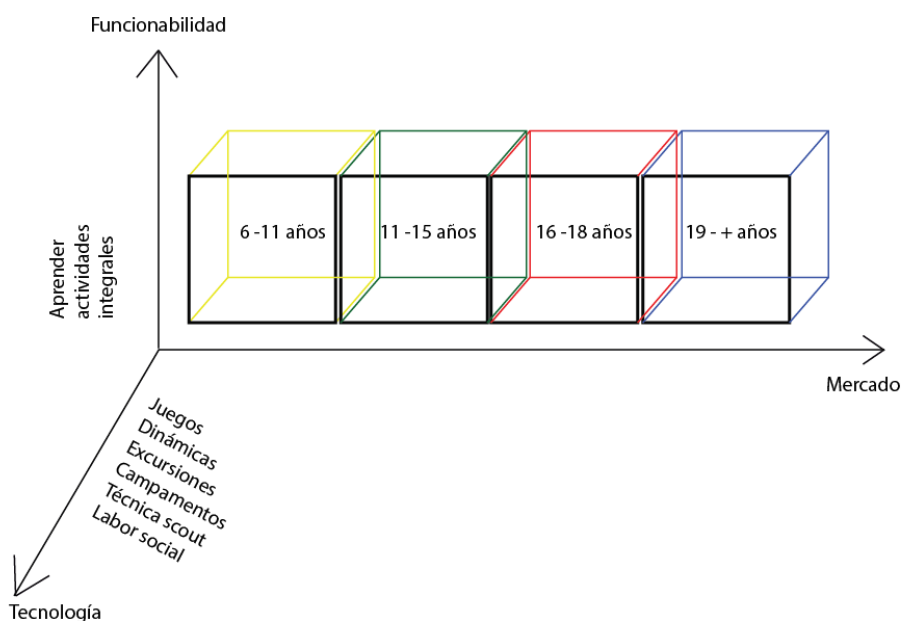 Funcionabilidad
6 -11 años
11 -15 años
16 -18 años
19 - + años
Aprender
actividades
integrales
Mercado
Juegos
Dinámicas
Excursiones
Campamentos
Técnica scout
Labor social
Tecnología